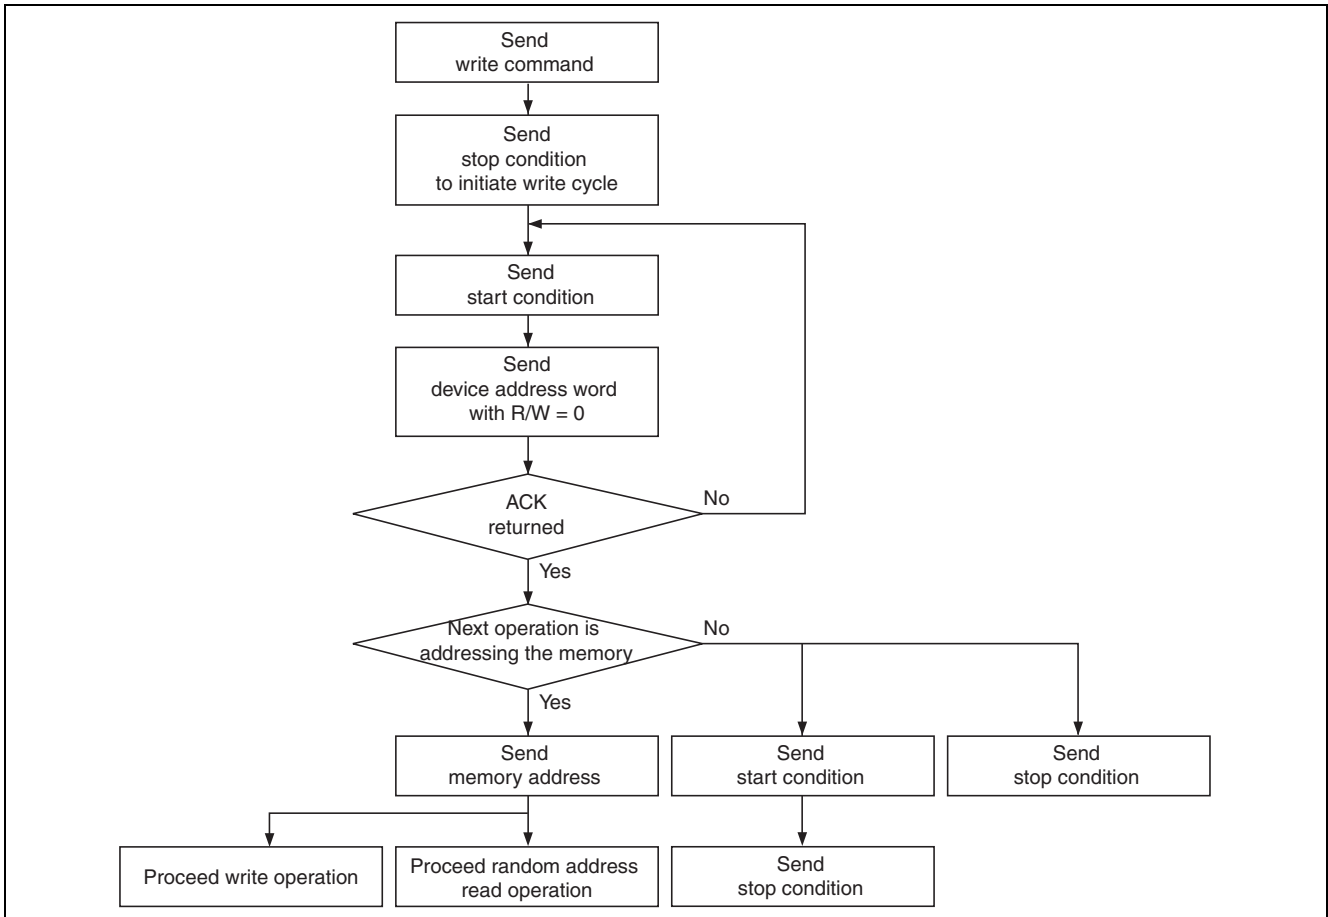 Send
write command
Send
stop condition
to initiate write cycle
Send
start condition
Send
device address word
with R/W = 0
ACK
returned
No
Yes
Next operation is
addressing the memory
No
Yes
Send
memory address
Send
start condition
Send
stop condition
Proceed write operation
Proceed random address
read operation
Send
stop condition